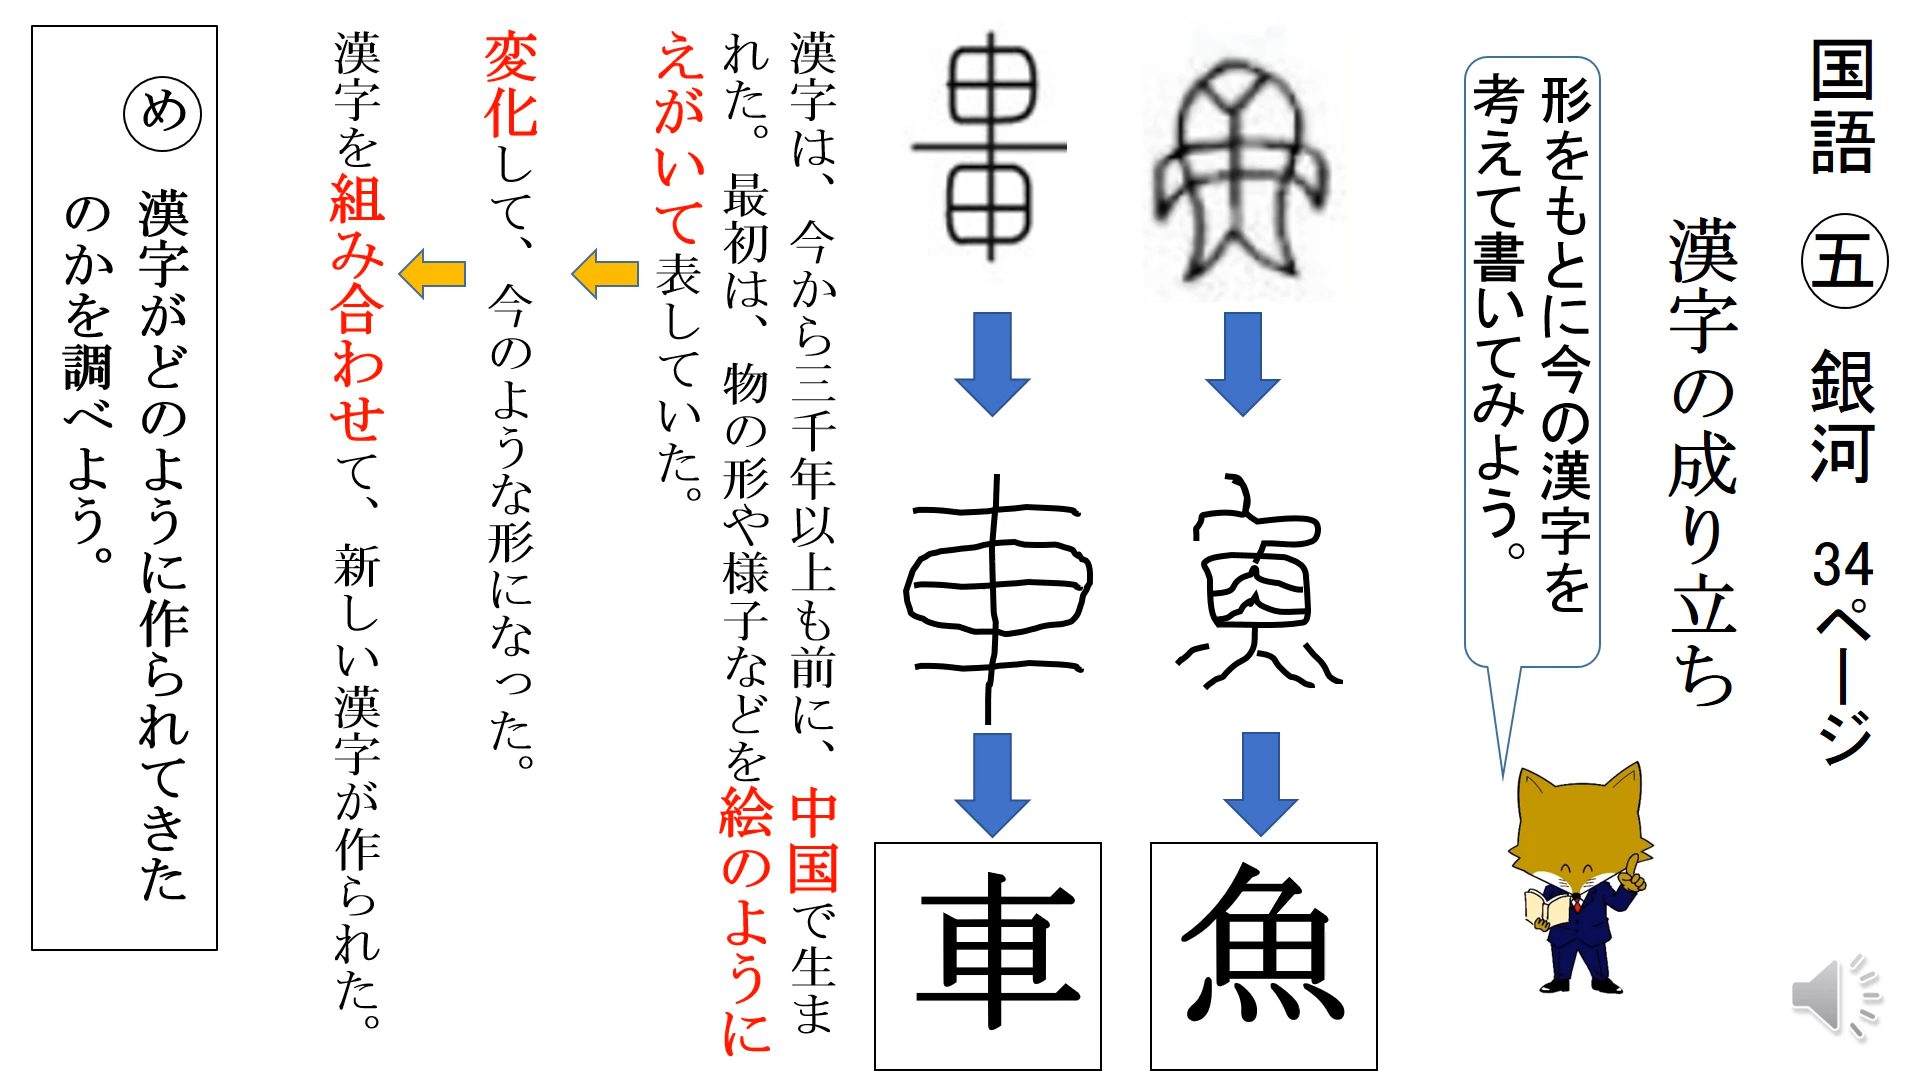 国語 ㊄ 銀河 34ページ
漢字の成り立ち
形をもとに今の漢字を
考えて書いてみよう。
魚
車
漢字は、今から三千年以上も前に、中国で生ま
れた。最初は、物の形や様子などを絵のように
えがいて表していた。
変化して、今のような形になった。
漢字を組み合わせて、新しい漢字が作られた。
め 漢字がどのように作られてきた
のかを調べよう。